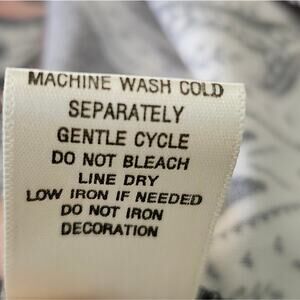 MACHINE WASH COLD
SEPARATELY
GENTLE CYCLE
DO NOT BLEACH
LINE DRY
LOW IRON IF NEEDED
DO NOT IRON
DECORATION